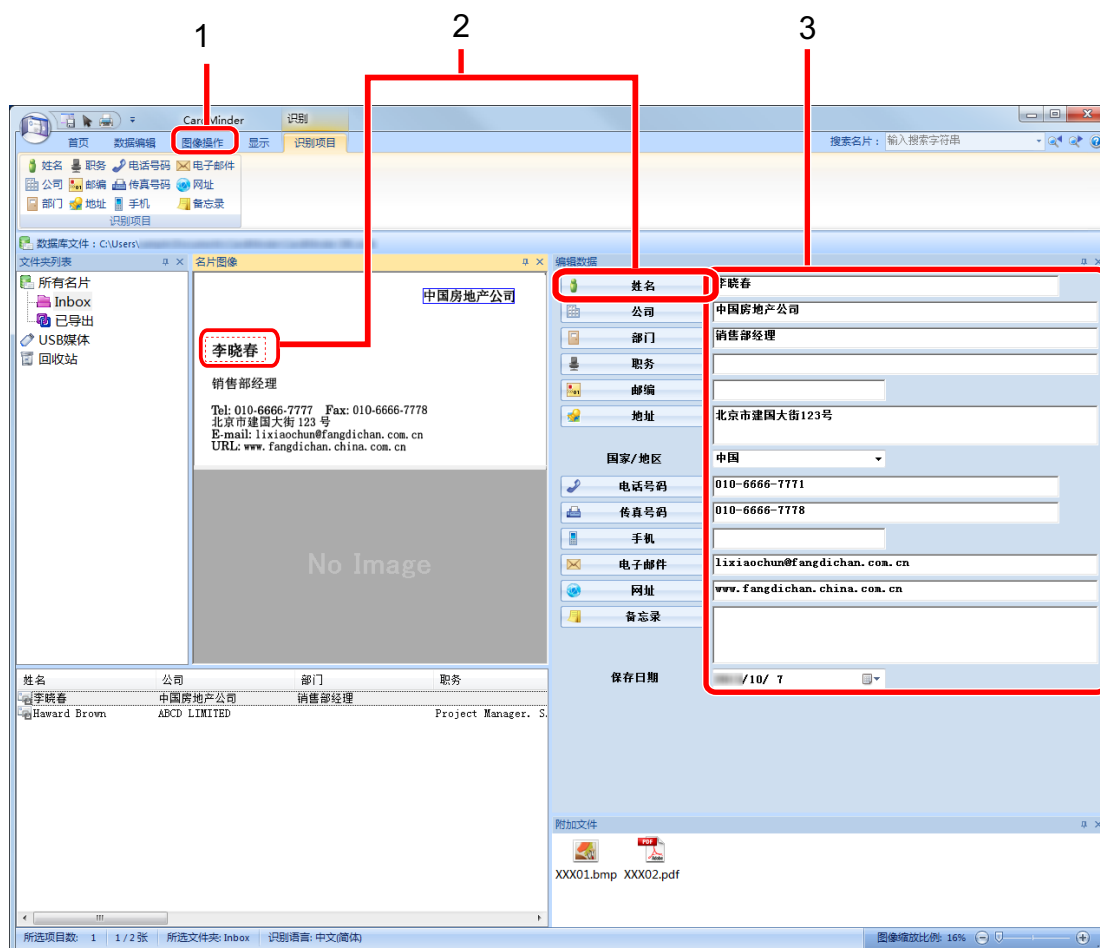 1
2
3
CardMinder
识别
首页 数据编辑 图像操作 显示 识别项目
搜索名片： 输入搜索字符串
姓名 职务 电话号码 电子邮件
公司 邮编 传真号码 网址
部门 地址 手机 备忘录
识别项目
数据库文件：C:\Users\
文件夹列表
所有名片
Inbox
已导出
USB媒体
回收站
名片图像
中国房地产公司
李晓春
销售部经理
Tel: 010-6666-7777 Fax: 010-6666-7778
北京市建国大街 123 号
E-mail: lixiaochun@fangdichan.com.cn
URL: www.fangdichan.china.com.cn
No Image
编辑数据
姓名 李晓春
公司 中国房地产公司
部门 销售部经理
职务
邮编
地址 北京市建国大街123号
国家/地区 中国
电话号码 010-6666-7771
传真号码 010-6666-7778
手机
电子邮件 lixiaochun@fangdichan.com.cn
网址 www.fangdichan.china.com.cn
备忘录
保存日期 /10/ 7
姓名 公司 部门 职务
李晓春 中国房地产公司 销售部经理
Haward Brown ABCD LIMITED Project Manager. S.
附加文件
PDF
XXX01.bmp XXX02.pdf
所选项目数: 1 1/2张 所选文件夹: Inbox 识别语言: 中文(简体)
图像缩放比例: 16%